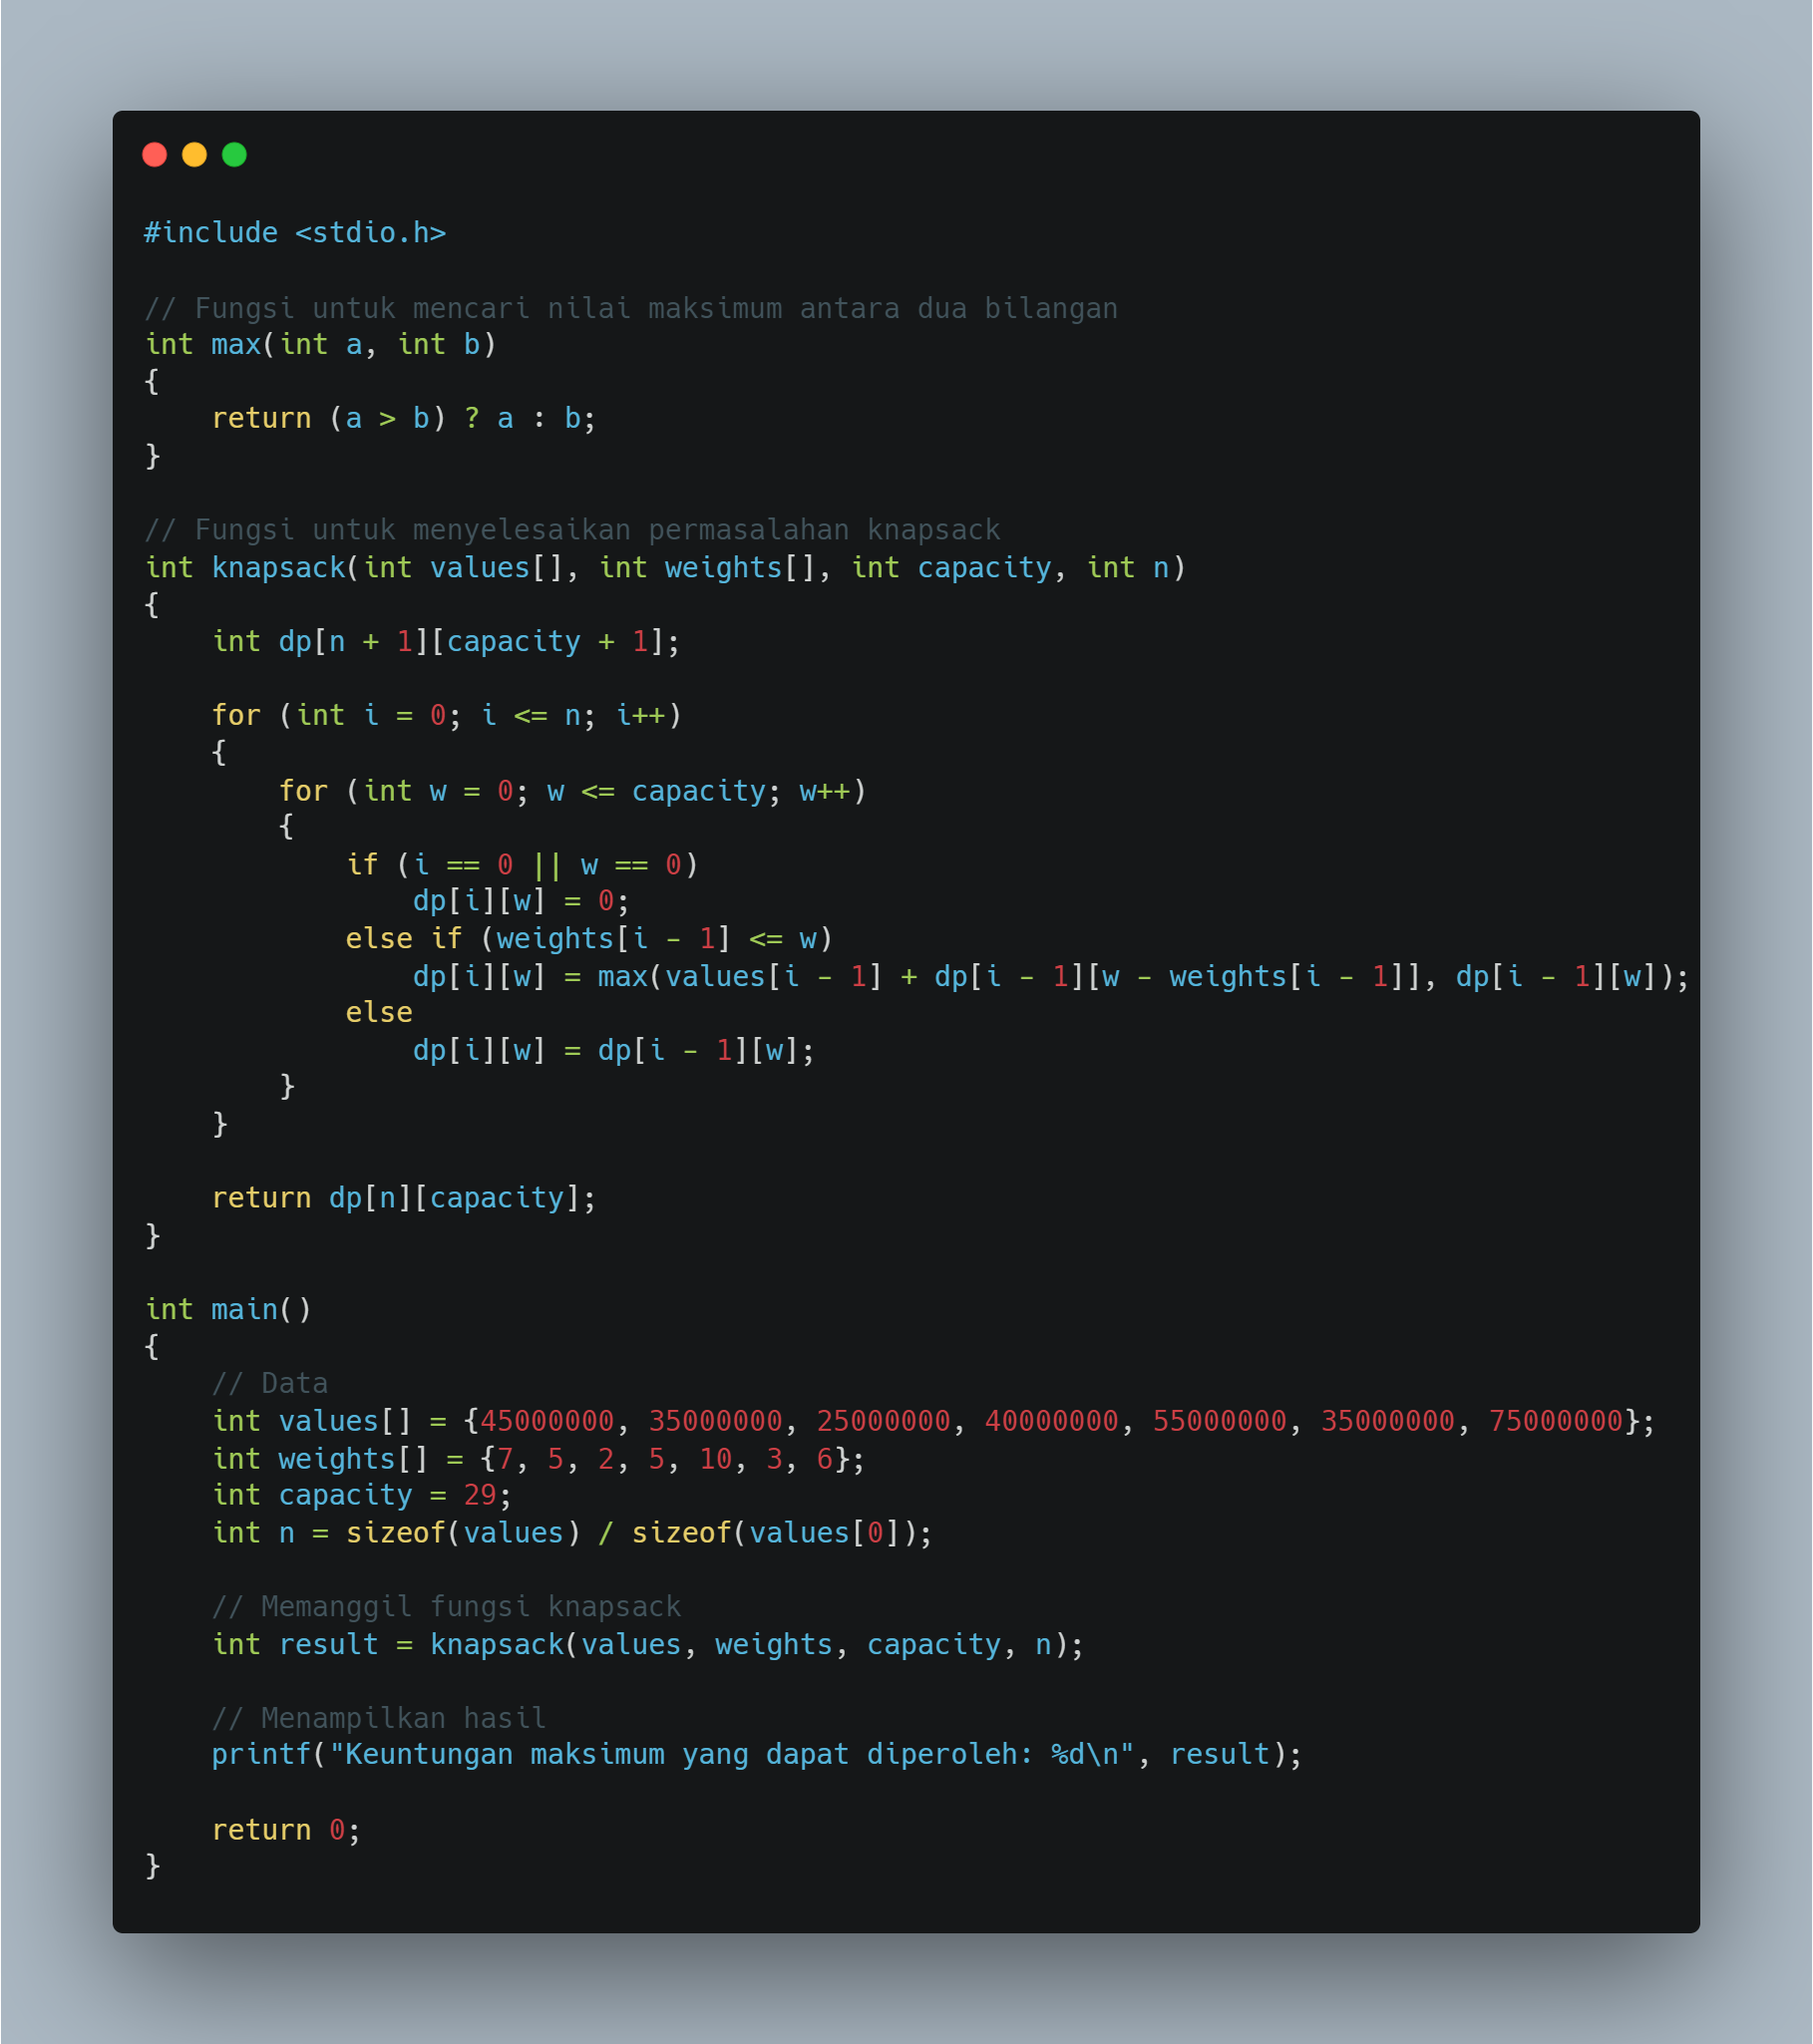 #include <stdio.h>

// Fungsi untuk mencari nilai maksimum antara dua bilangan
int max(int a, int b)
{
    return (a > b) ? a : b;
}

// Fungsi untuk menyelesaikan permasalahan knapsack
int knapsack(int values[], int weights[], int capacity, int n)
{
    int dp[n + 1][capacity + 1];

    for (int i = 0; i <= n; i++)
    {
        for (int w = 0; w <= capacity; w++)
        {
            if (i == 0 || w == 0)
                dp[i][w] = 0;
            else if (weights[i - 1] <= w)
                dp[i][w] = max(values[i - 1] + dp[i - 1][w - weights[i - 1]], dp[i - 1][w]);
            else
                dp[i][w] = dp[i - 1][w];
        }
    }

    return dp[n][capacity];
}

int main()
{
    // Data
    int values[] = {45000000, 35000000, 25000000, 40000000, 55000000, 35000000, 75000000};
    int weights[] = {7, 5, 2, 5, 10, 3, 6};
    int capacity = 29;
    int n = sizeof(values) / sizeof(values[0]);

    // Memanggil fungsi knapsack
    int result = knapsack(values, weights, capacity, n);

    // Menampilkan hasil
    printf("Keuntungan maksimum yang dapat diperoleh: %d\n", result);

    return 0;
}